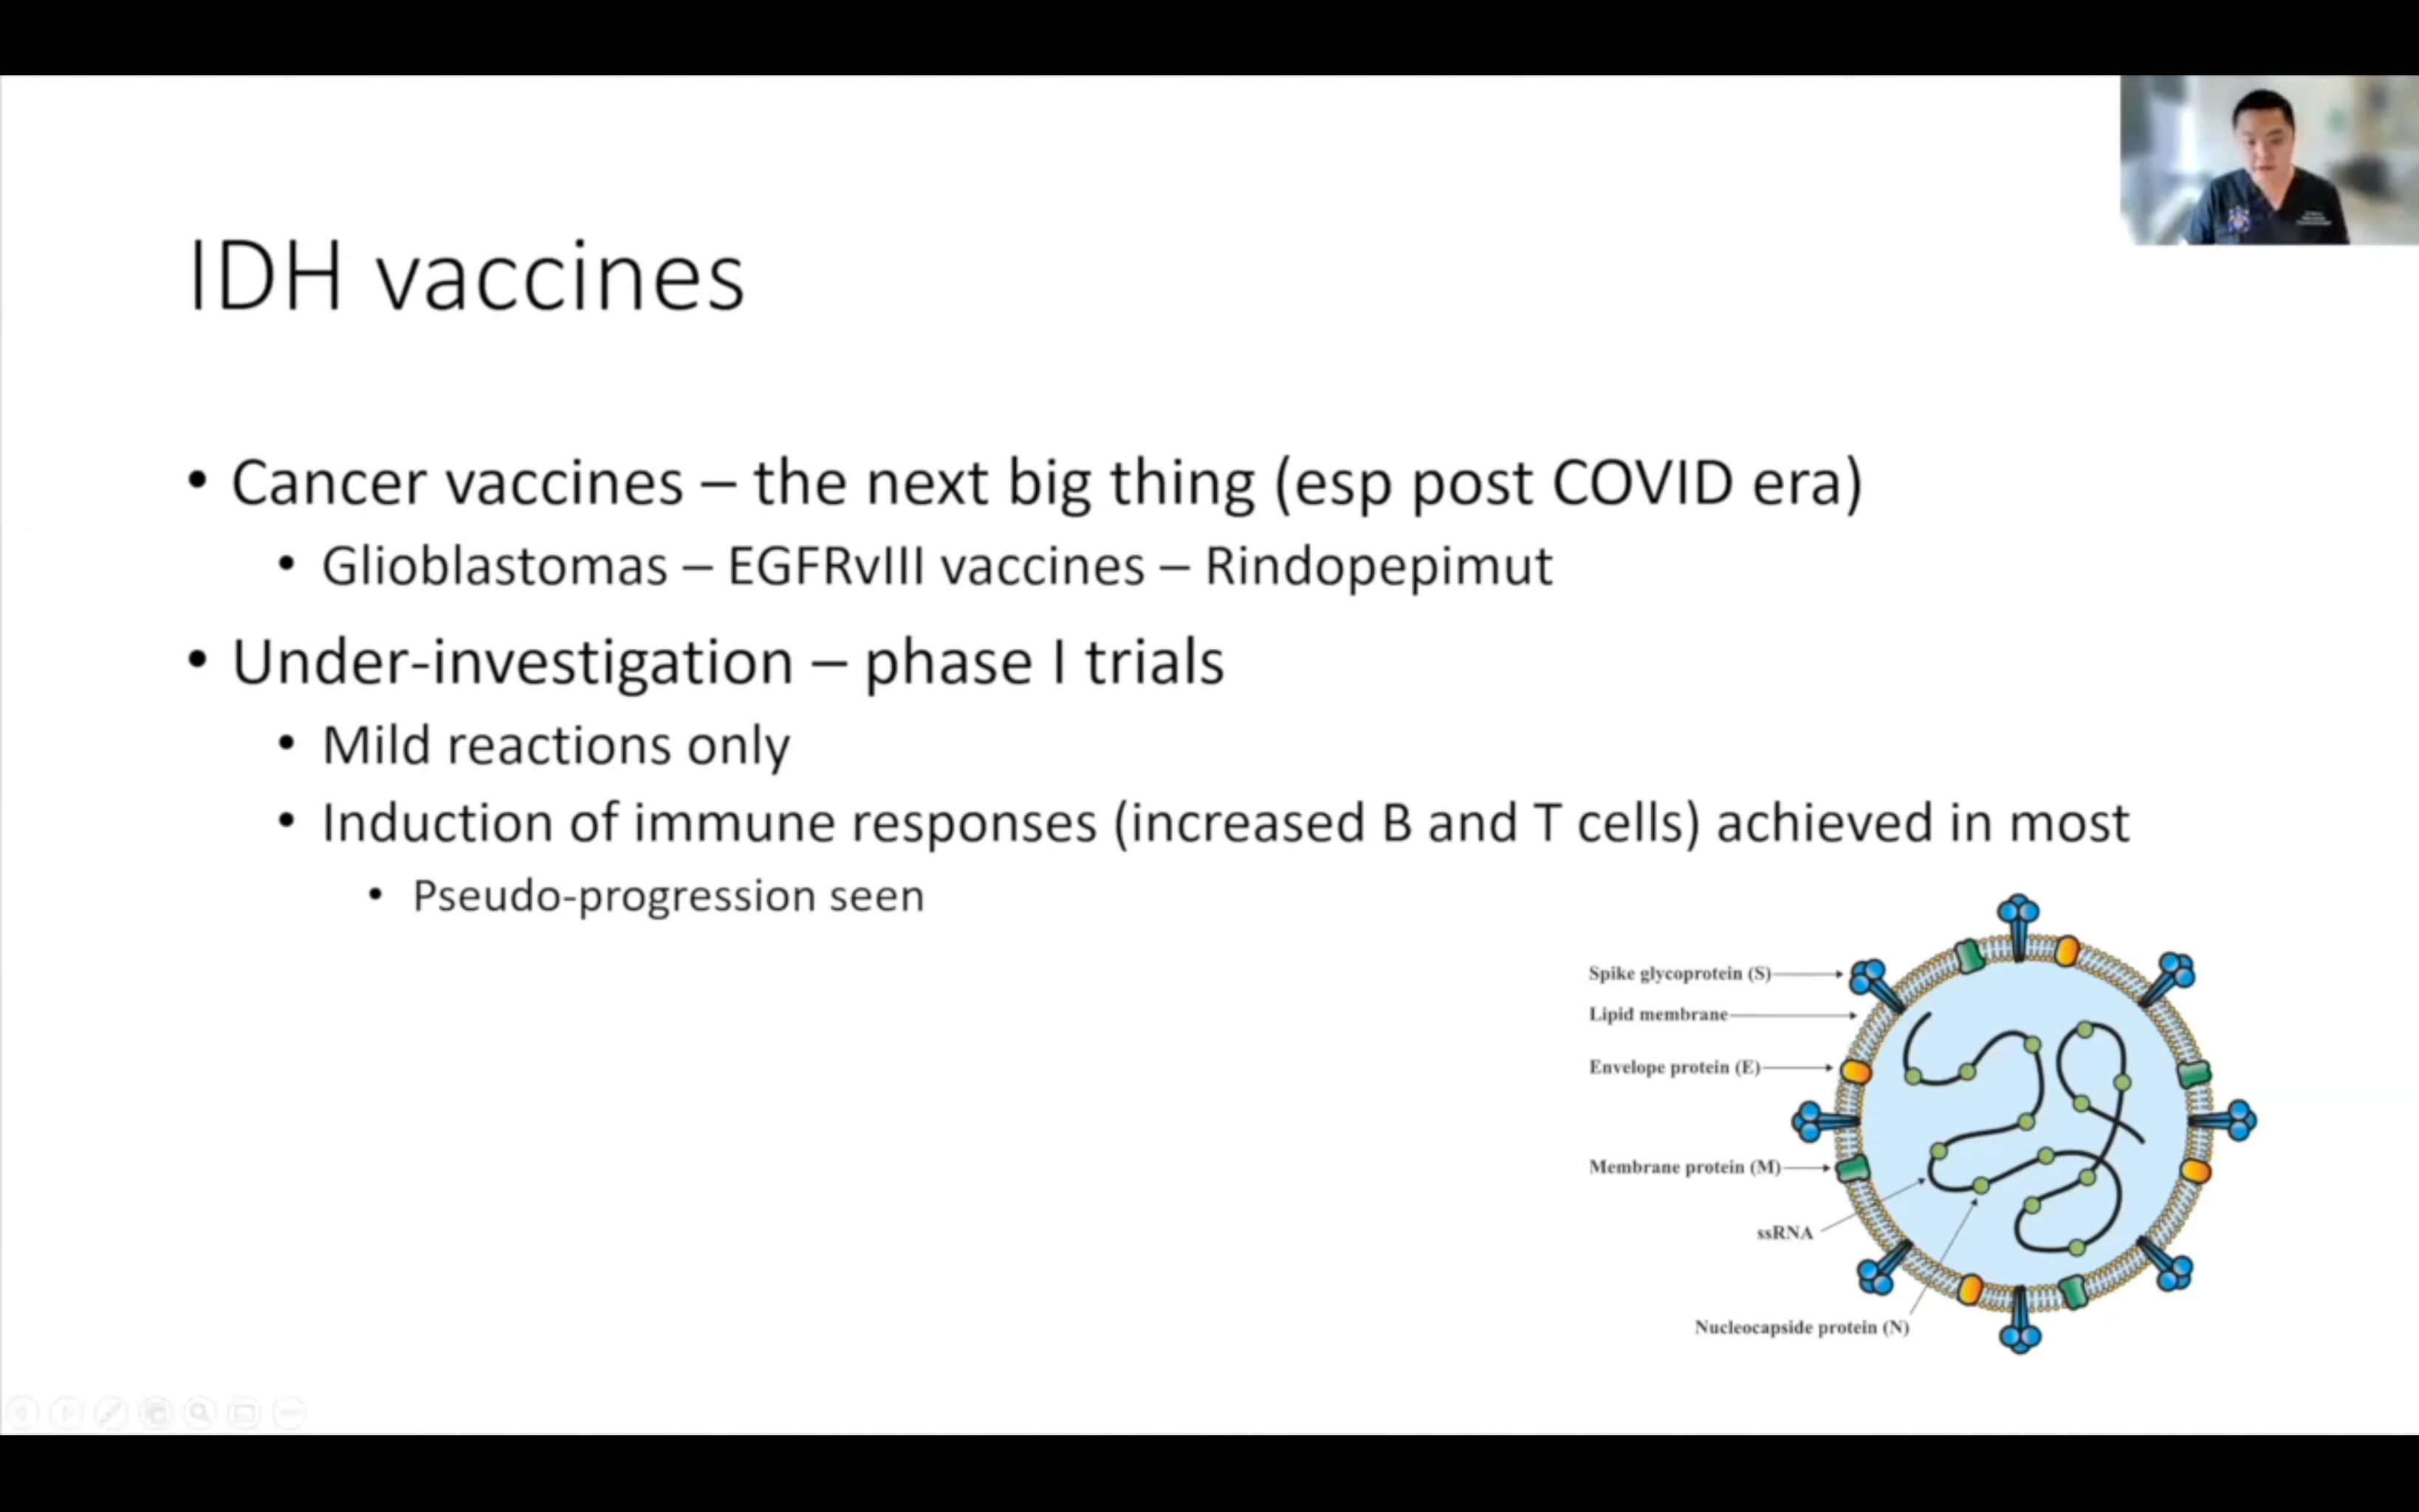 IDH vaccines
• Cancer vaccines – the next big thing (esp post COVID era)
• Glioblastomas – EGFRvIII vaccines – Rindopepimut
• Under-investigation – phase I trials
• Mild reactions only
• Induction of immune responses (increased B and T cells) achieved in most
• Pseudo-progression seen
Spike glycoprotein (S)
Lipid membrane
Envelope protein (E)
Membrane protein (M)
ssRNA
Nucleocapside protein (N)